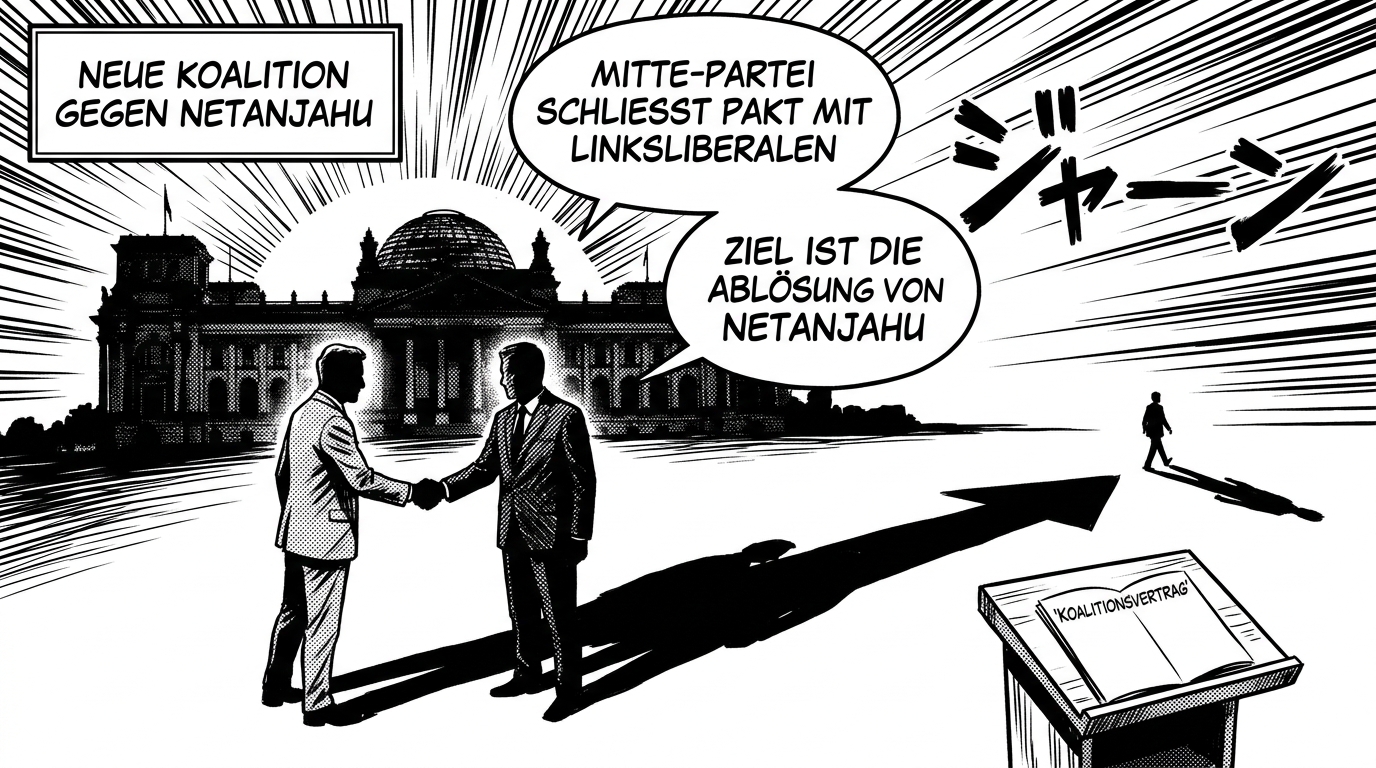 NEUE KOALITION
GEGEN NETANJAHU
MITTE-PARTEI
SCHLIESST PAKT MIT
LINKSLIBERALEN
ZIEL IST DIE
ABLÖSUNG VON
NETANJAHU
ジャーン
'KOALITIONSVERTRAG'